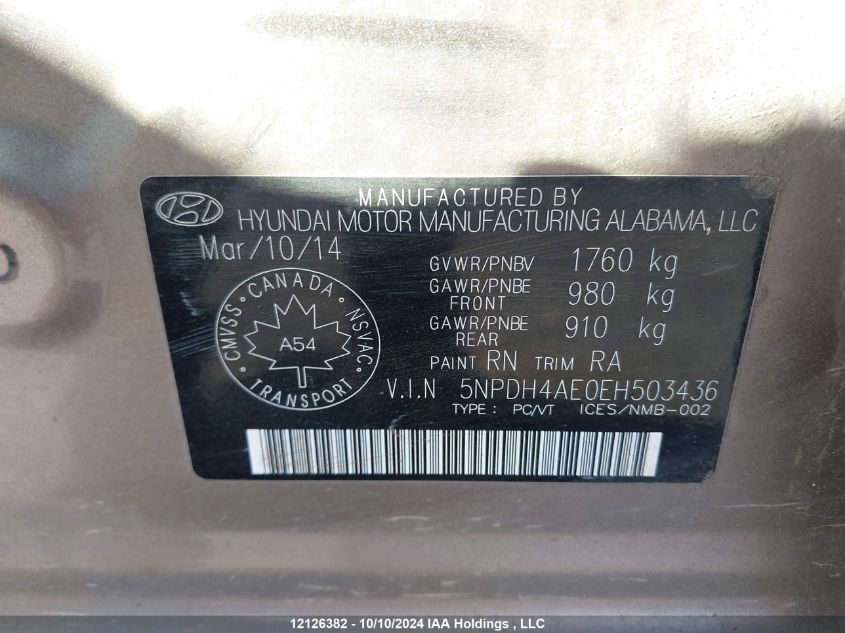 MANUFACTURED BY
HYUNDAI MOTOR MANUFACTURING ALABAMA, LLC
Mar/10/14
GVWR/PNBV 1760 kg
GAWR/PNBE FRONT 980 kg
GAWR/PNBE REAR 910 kg
PAINT RN TRIM RA
CANADA
CMVSS NSVAC
A54
TRANSPORT
V.I.N 5NPDH4AE0EH503436
TYPE : PC/VT ICES/NMB-002
12126382 - 10/10/2024 IAA Holdings , LLC